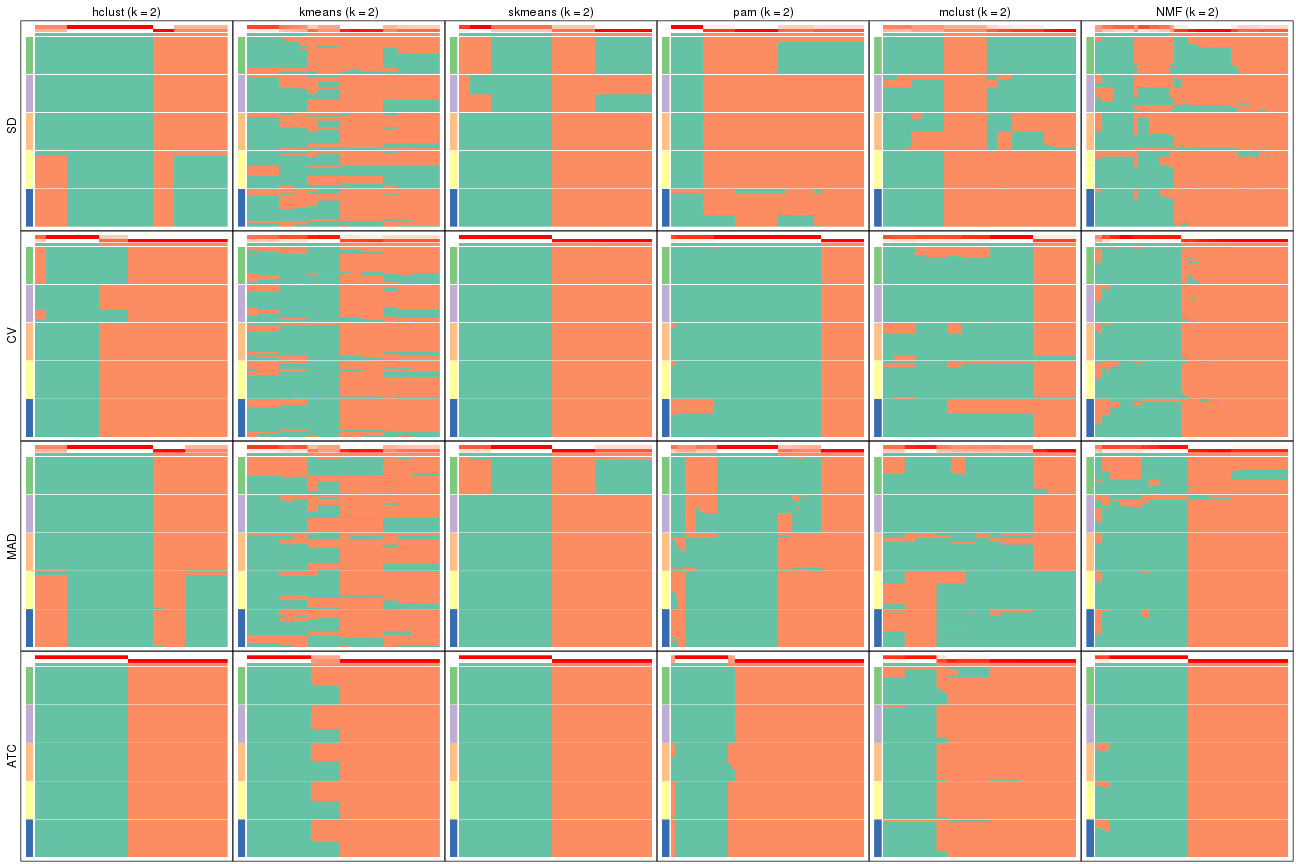 hclust (k = 2)
kmeans (k = 2)
skmeans (k = 2)
pam (k = 2)
mclust (k = 2)
NMF (k = 2)
SD
CV
MAD
ATC